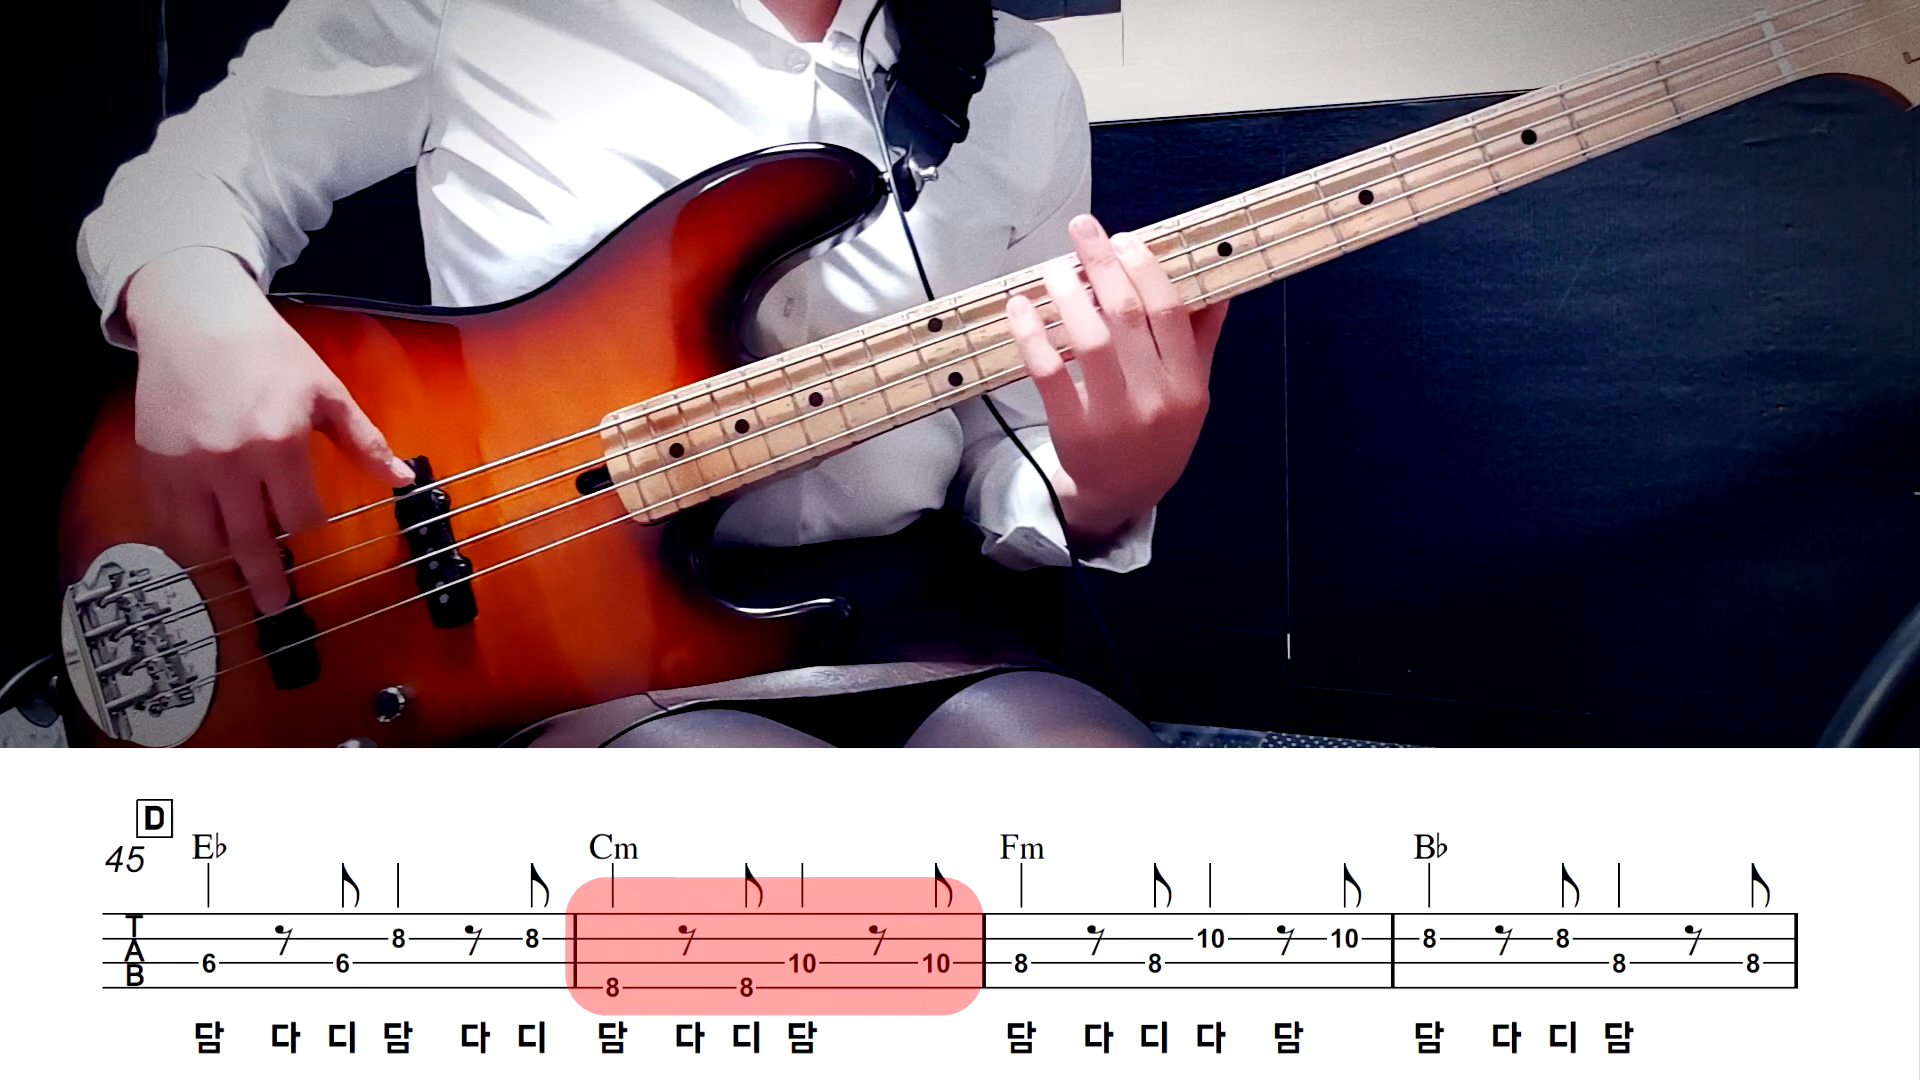 D
45 E♭ Cm Fm B♭
T
A
B
8 8 10 10 8 8
6 6 10 10 8 8 8 8
8 8
담 다 디 담 다 디 담 다 디 담 담 다 디 다 담 담 다 디 담